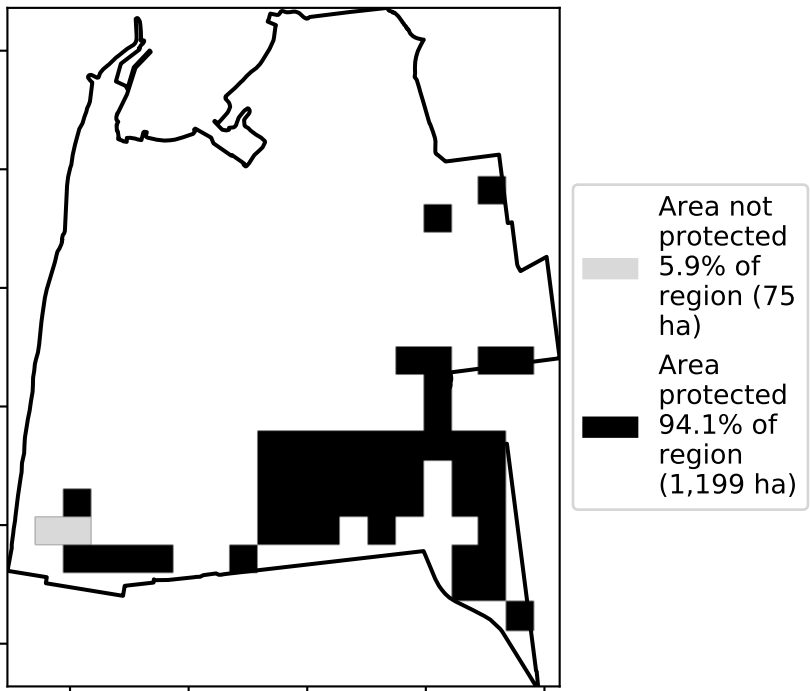 Area not
protected
5.9% of
region (75
ha)
Area
protected
94.1% of
region
(1,199 ha)